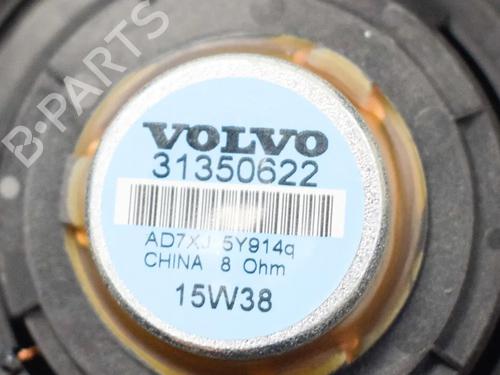 B-PARTS
VOLVO
31350622
AD7XJ 5Y914q
CHINA 8 Ohm
15W38